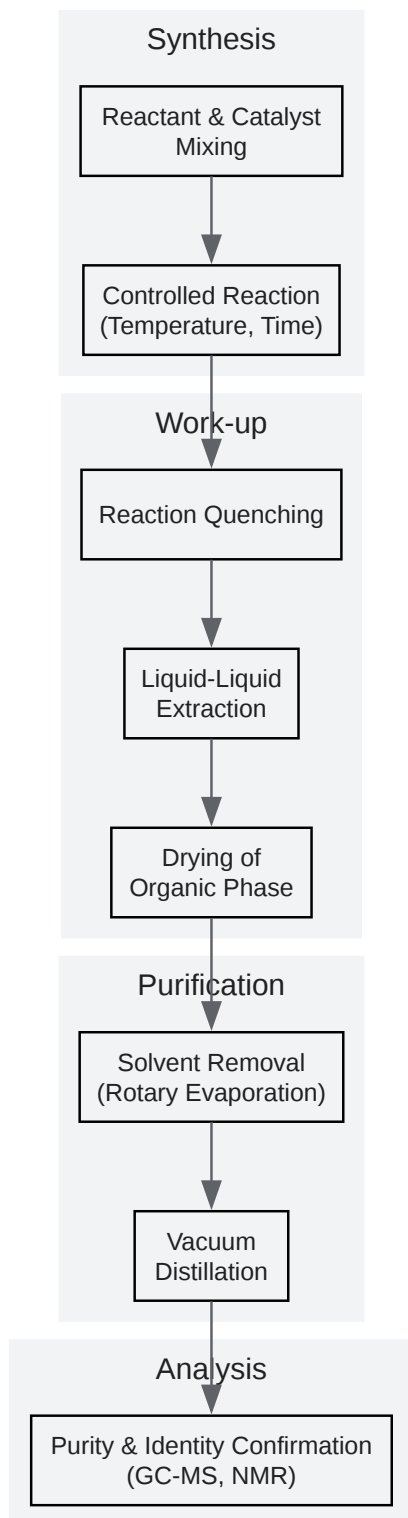 Synthesis
Reactant & Catalyst
Mixing
Controlled Reaction
(Temperature, Time)
Work-up
Reaction Quenching
Liquid-Liquid
Extraction
Drying of
Organic Phase
Purification
Solvent Removal
(Rotary Evaporation)
Vacuum
Distillation
Analysis
Purity & Identity Confirmation
(GC-MS, NMR)